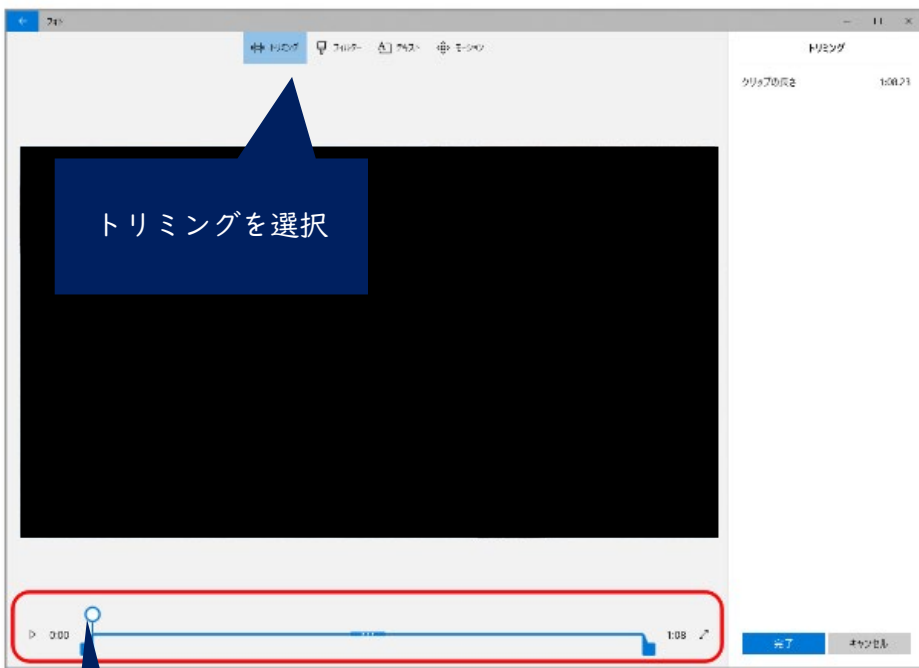 フォト
トリミング フィルター テキスト モーション
トリミング
クリップの長さ 1:08.23
トリミングを選択
0:00 1:08
完了 キャンセル